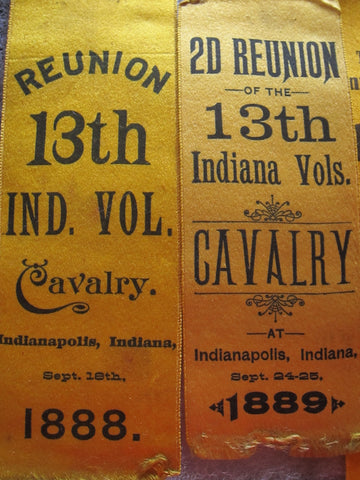 REUNION
13th
IND. VOL.
Cavalry.
Indianapolis, Indiana,
Sept. 18th,
1888.
2D REUNION
OF THE
13th
Indiana Vols.
CAVALRY
AT
Indianapolis, Indiana,
Sept. 24-25,
1889